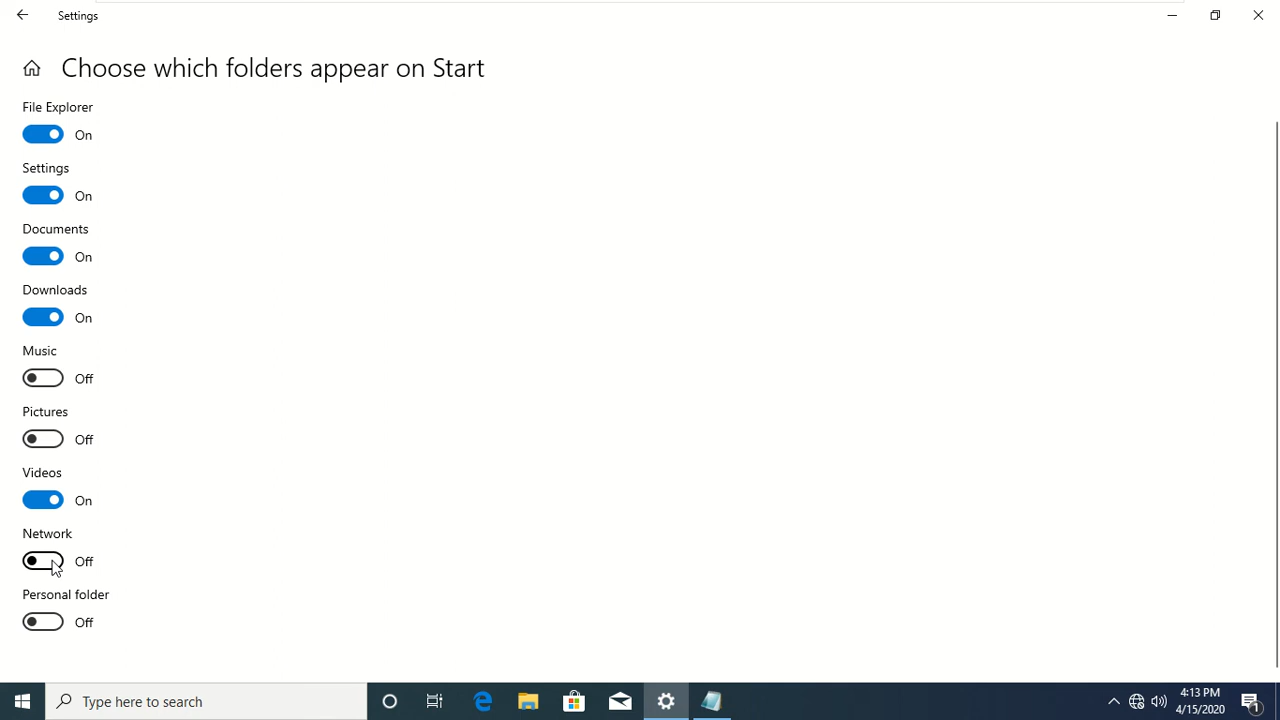 Settings
Choose which folders appear on Start
File Explorer
On
Settings
On
Documents
On
Downloads
On
Music
Off
Pictures
Off
Videos
On
Network
Off
Personal folder
Off
Type here to search
4:13 PM
4/15/2020
1